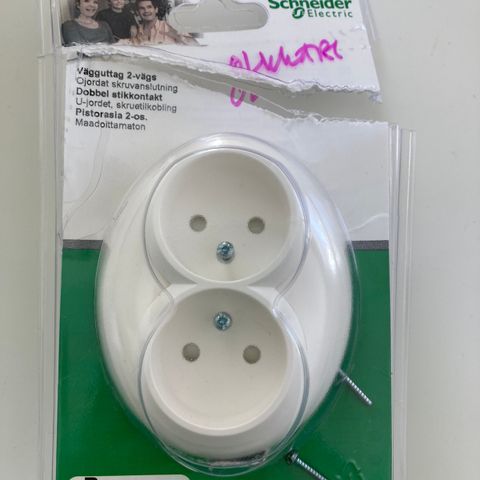 Schneider
Electric
Vägguttag 2-vägs
Ojordat skruvanslutning
Dobbel stikkontakt
U-jordet, skruetilkobling
Pistorasia 2-os.
Maadoittamaton